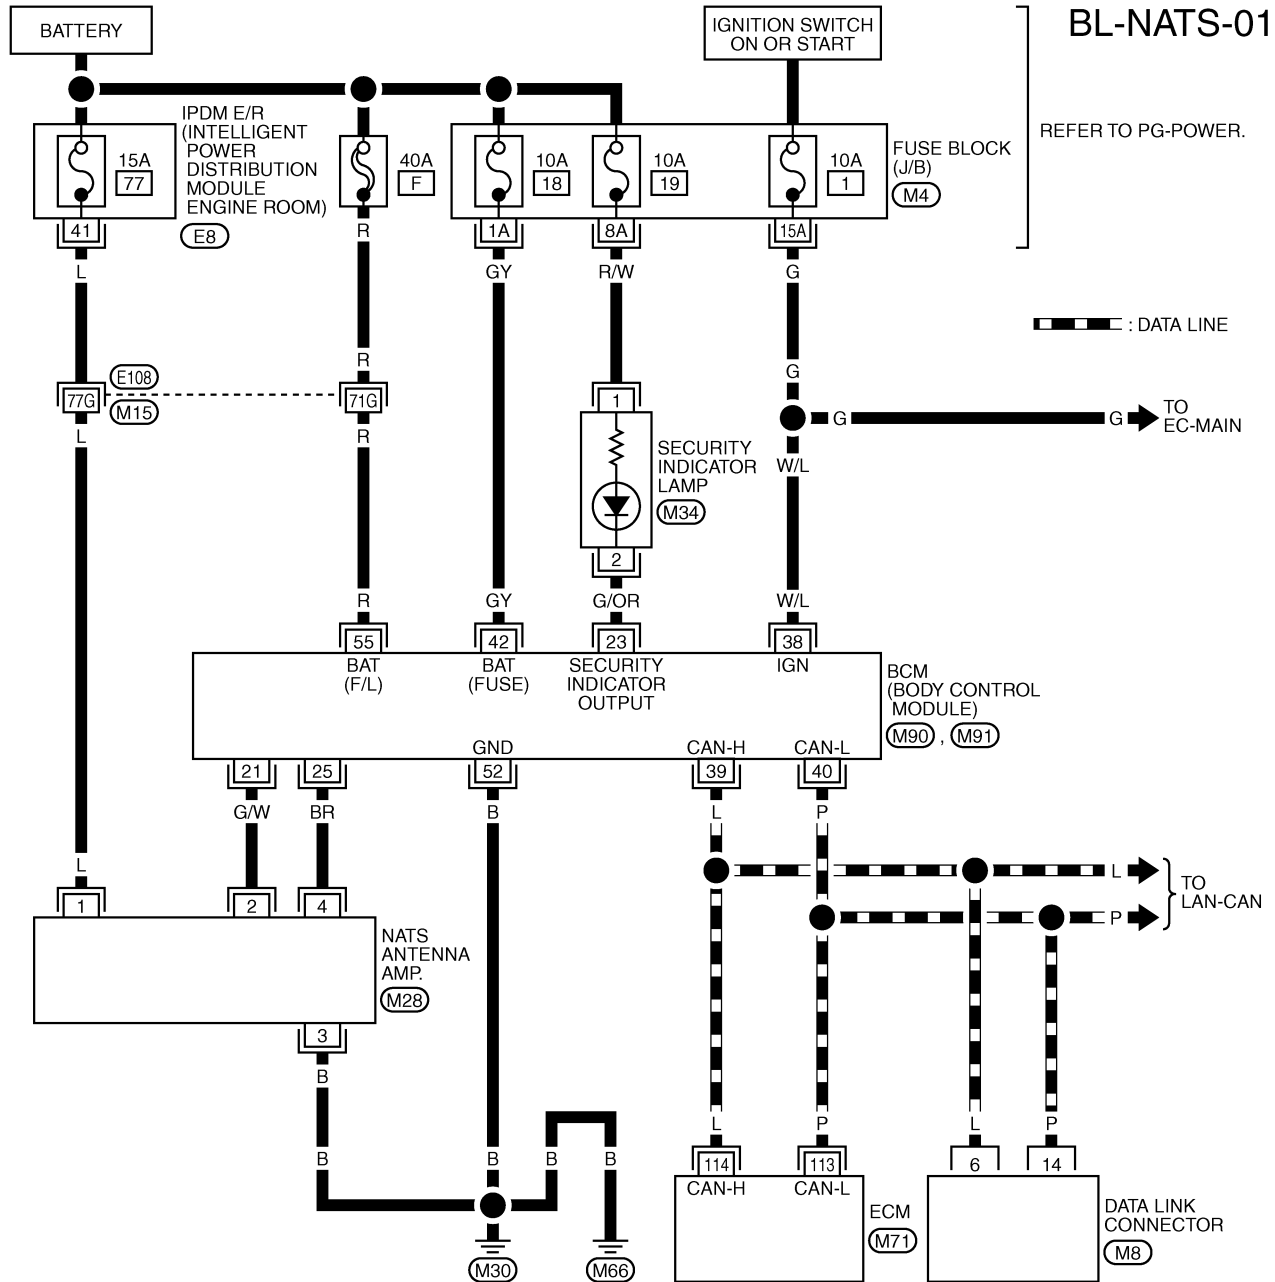 BL-NATS-01
BATTERY
IGNITION SWITCH
ON OR START
REFER TO PG-POWER.
IPDM E/R
(INTELLIGENT
POWER
DISTRIBUTION
MODULE
ENGINE ROOM)
E8
15A
77
40A
F
10A
18
10A
19
10A
1
FUSE BLOCK
(J/B)
M4
41
1A
8A
15A
L
R
GY
R/W
G
: DATA LINE
R
G
E108
M15
77G
71G
L
R
1
G
G
TO
EC-MAIN
SECURITY
INDICATOR
LAMP
M34
W/L
2
R
GY
G/OR
W/L
55
42
23
38
BAT
(F/L)
BAT
(FUSE)
SECURITY
INDICATOR
OUTPUT
IGN
BCM
(BODY CONTROL
MODULE)
M90 , M91
GND
CAN-H
CAN-L
21
25
52
39
40
G/W
BR
B
L
P
L
L
P
TO
LAN-CAN
1
2
4
NATS
ANTENNA
AMP.
M28
3
B
L
P
L
P
B
B
B
B
114
113
6
14
CAN-H
CAN-L
ECM
M71
DATA LINK
CONNECTOR
M8
M30
M66